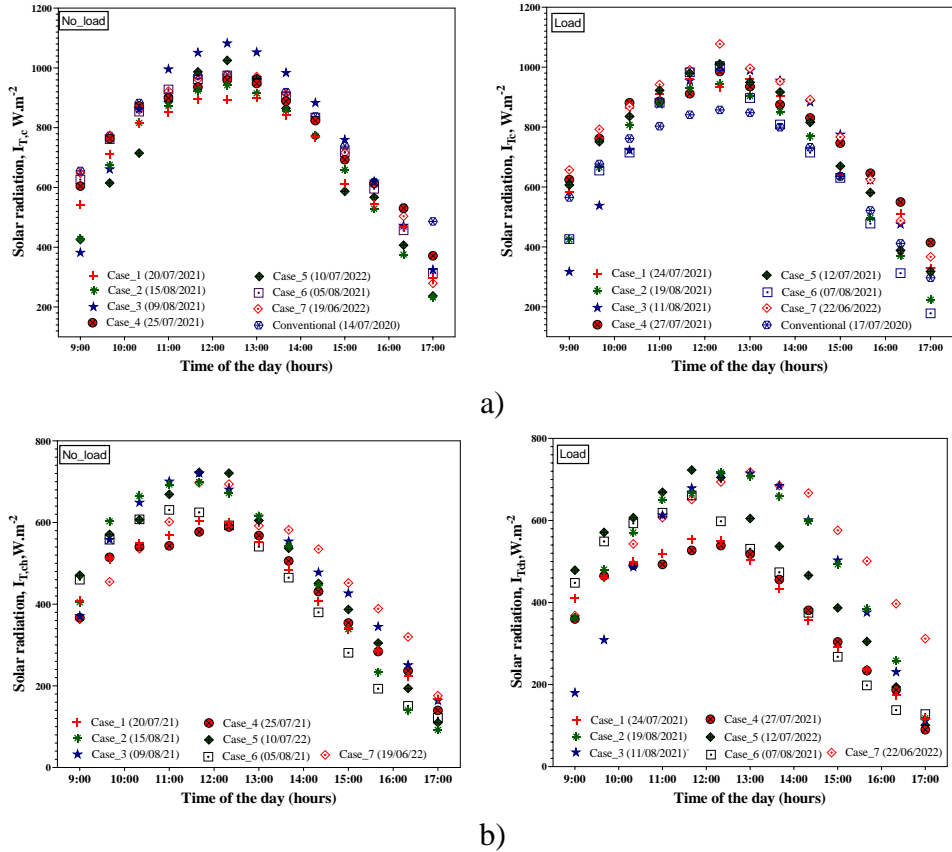 No_load
Solar radiation, I_T,c W.m-2
1000
800
600
400
200
Case_1 (20/07/2021)
Case_2 (15/08/2021)
Case_3 (09/08/2021)
Case_4 (25/07/2021)
Case_5 (10/07/2022)
Case_6 (05/08/2021)
Case_7 (19/06/2022)
Conventional (14/07/2020)
9:00 10:00 11:00 12:00 13:00 14:00 15:00 16:00 17:00
Time of the day (hours)
Load
Solar radiation, I_Tc, W.m-2
1000
800
600
400
200
Case_1 (24/07/2021)
Case_2 (19/08/2021)
Case_3 (11/08/2021)
Case_4 (27/07/2021)
Case_5 (12/07/2021)
Case_6 (07/08/2021)
Case_7 (22/06/2022)
Conventional (17/07/2020)
9:00 10:00 11:00 12:00 13:00 14:00 15:00 16:00 17:00
Time of the day (hours)
a)
No_load
Solar radiation, I_T,ch, W.m-2
800
600
400
200
0
Case_1 (20/07/21)
Case_2 (15/08/21)
Case_3 (09/08/21)
Case_4 (25/07/21)
Case_5 (10/07/22)
Case_6 (05/08/21)
Case_7 (19/06/22)
9:00 10:00 11:00 12:00 13:00 14:00 15:00 16:00 17:00
Time of the day (hours)
Load
Solar radiation, I_Tch, W.m-2
800
600
400
200
0
Case_1 (24/07/2021)
Case_2 (19/08/2021)
Case_3 (11/08/2021)
Case_4 (27/07/2021)
Case_5 (12/07/2022)
Case_6 (07/08/2021)
Case_7 (22/06/2022)
9:00 10:00 11:00 12:00 13:00 14:00 15:00 16:00 17:00
Time of the day (hours)
b)